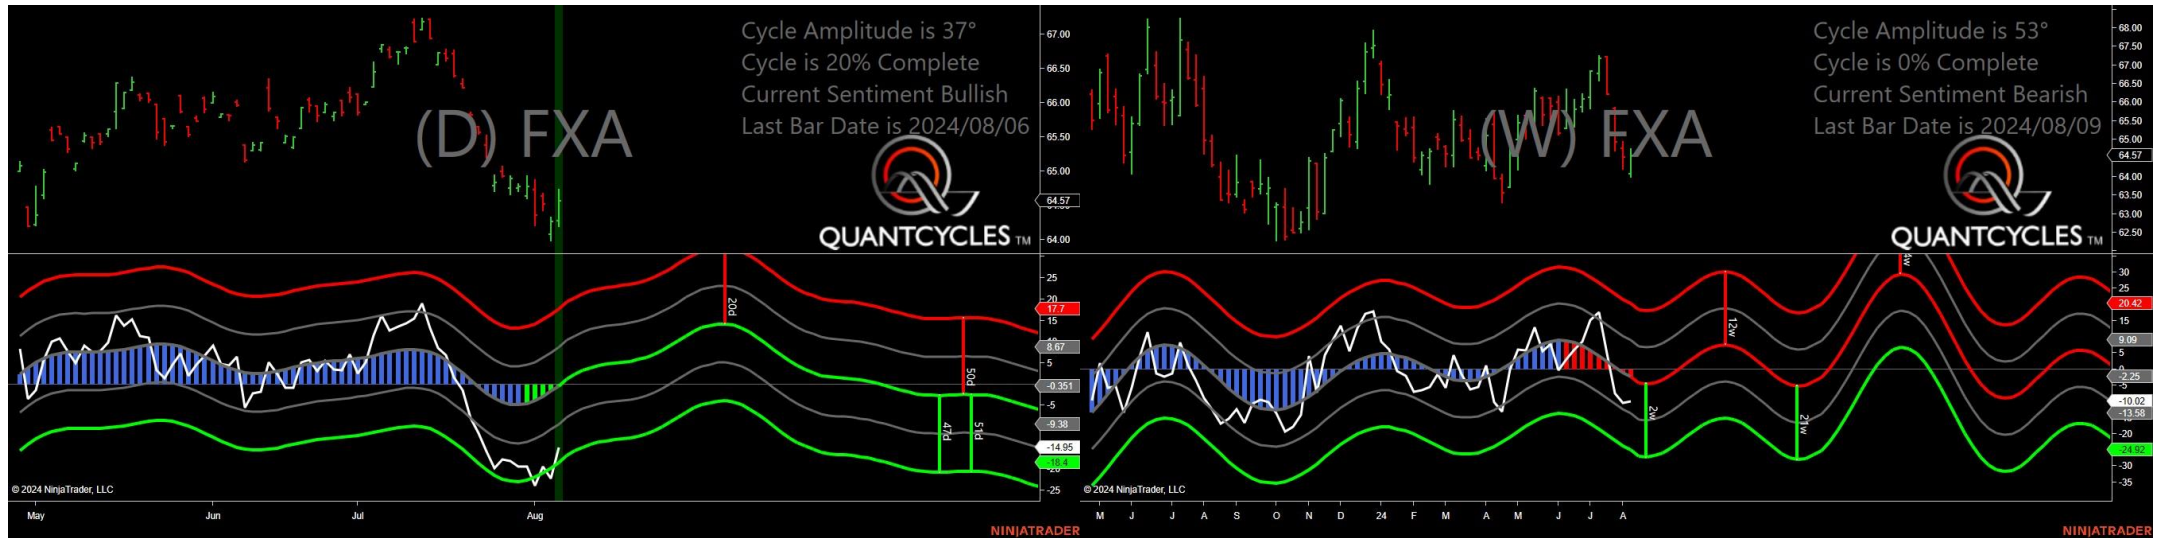 Cycle Amplitude is 37°
Cycle is 20% Complete
Current Sentiment Bullish
Last Bar Date is 2024/08/06
(D) FXA
QUANTCYCLES TM
67.00
66.50
66.00
65.50
65.00
64.57
64.00
25
20
17.7
15
8.67
5
-0.351
-5
-9.38
-14.95
-18.4
-25
20d
50d
47d
51d
© 2024 NinjaTrader, LLC
May Jun Jul Aug
NINJATRADER
Cycle Amplitude is 53°
Cycle is 0% Complete
Current Sentiment Bearish
Last Bar Date is 2024/08/09
(W) FXA
QUANTCYCLES TM
68.00
67.50
67.00
66.50
66.00
65.50
65.00
64.57
64.00
63.50
63.00
62.50
30
25
20.42
15
9.09
5
-2.25
-5
-10.02
-13.58
-20
-24.92
-30
-35
2w
12w
21w
© 2024 NinjaTrader, LLC
M J J A S O N D 24 F M A M J J A
NINJATRADER